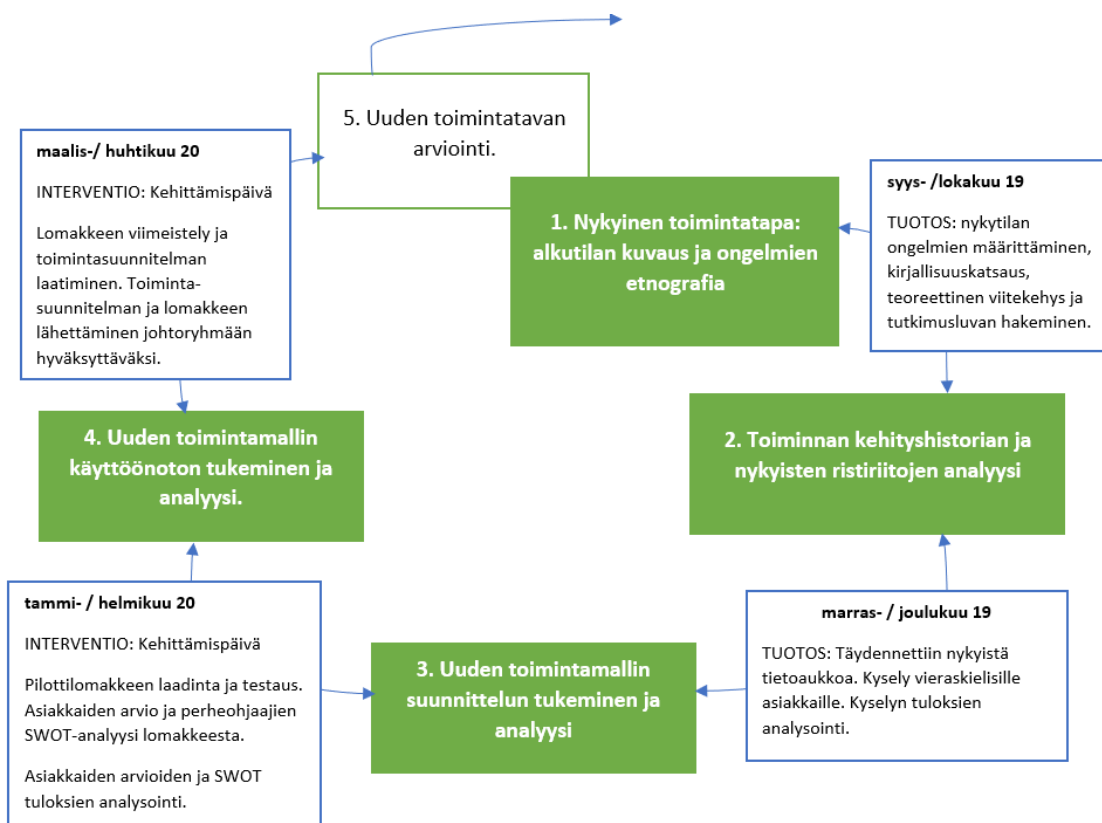 5. Uuden toimintatavan
arviointi.
maalis-/ huhtikuu 20
INTERVENTIO: Kehittämispäivä
Lomakkeen viimeistely ja
toimintasuunnitelman
laatiminen. Toiminta-
suunnitelman ja lomakkeen
lähettäminen johtoryhmään
hyväksyttäväksi.
1. Nykyinen toimintatapa:
alkutilan kuvaus ja ongelmien
etnografia
syys- /lokakuu 19
TUOTOS: nykytilan
ongelmien määrittäminen,
kirjallisuuskatsaus,
teoreettinen viitekehys ja
tutkimusluvan hakeminen.
4. Uuden toimintamallin
käyttöönoton tukeminen ja
analyysi.
2. Toiminnan kehityshistorian ja
nykyisten ristiriitojen analyysi
tammi- / helmikuu 20
INTERVENTIO: Kehittämispäivä
Pilottilomakkeen laadinta ja testaus.
Asiakkaiden arvio ja perheohjaajien
SWOT-analyysi lomakkeesta.
Asiakkaiden arvioiden ja SWOT
tuloksien analysointi.
3. Uuden toimintamallin
suunnittelun tukeminen ja
analyysi
marras- / joulukuu 19
TUOTOS: Täydennettiin nykyistä
tietoaukkoa. Kysely vieraskielisille
asiakkaille. Kyselyn tuloksien
analysointi.